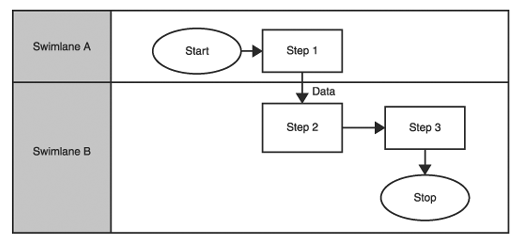 Swimlane A
Start
Step 1
Data
Swimlane B
Step 2
Step 3
Stop